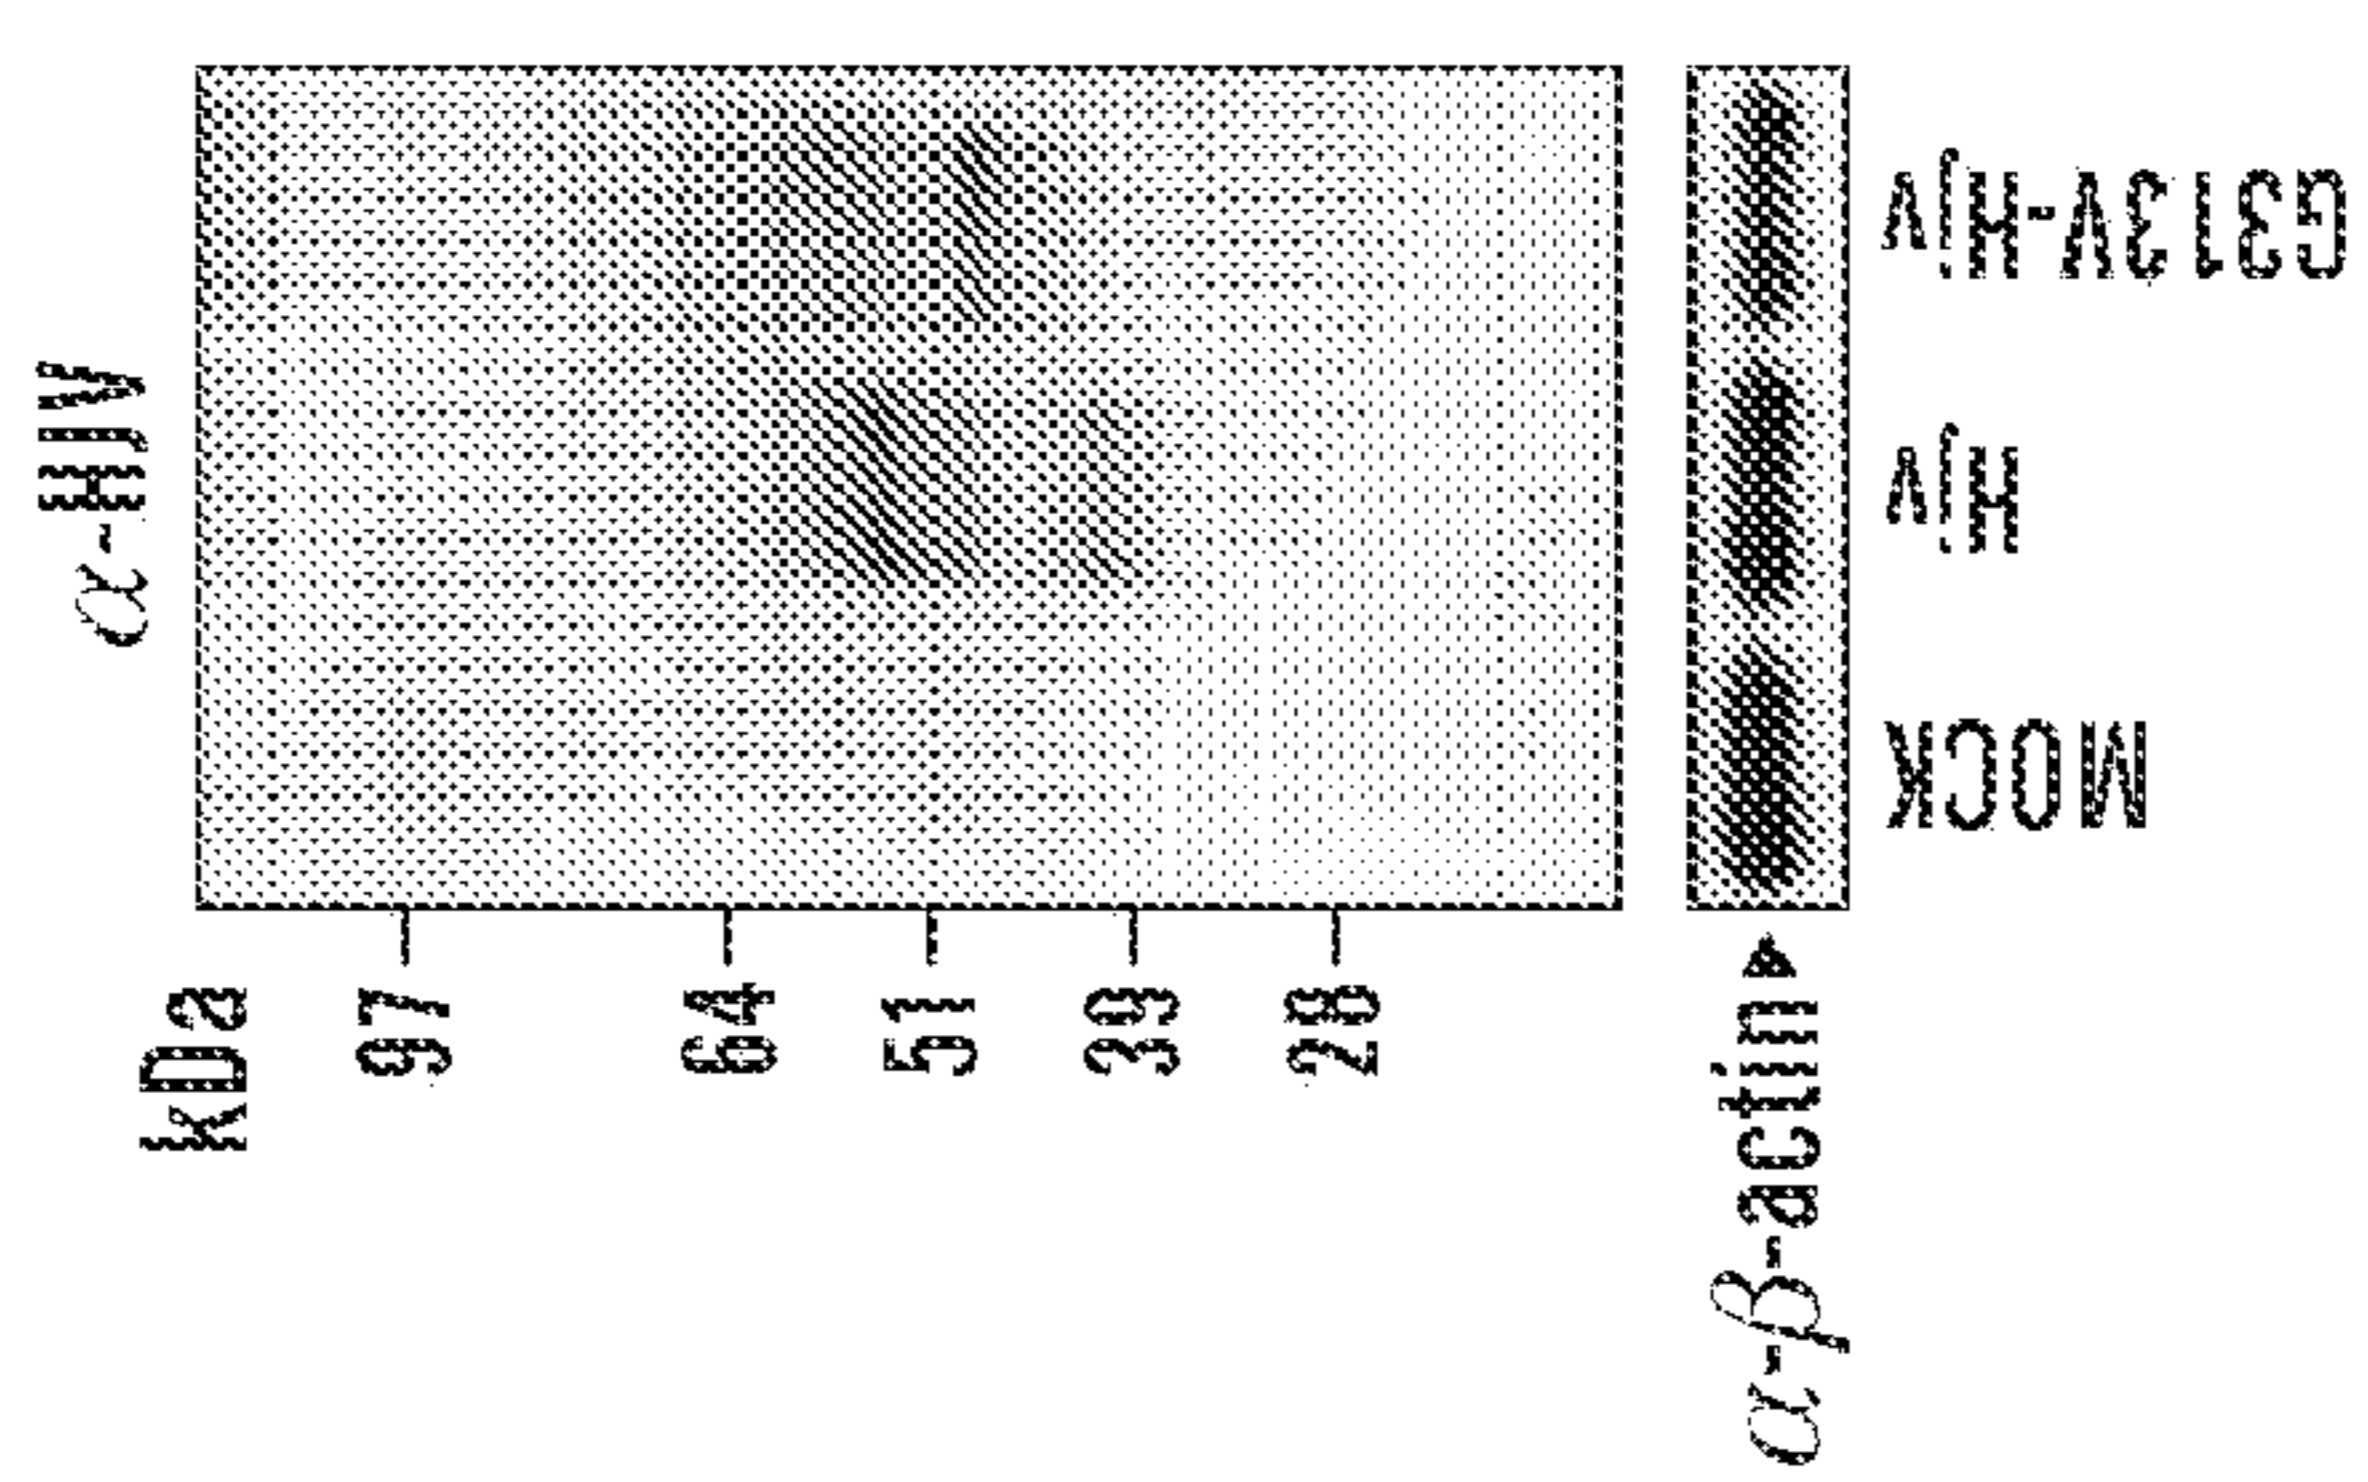 α-HJV
kDa
97
64
51
39
28
α-β-actin
MOCK
Hjv
G313V-Hjv